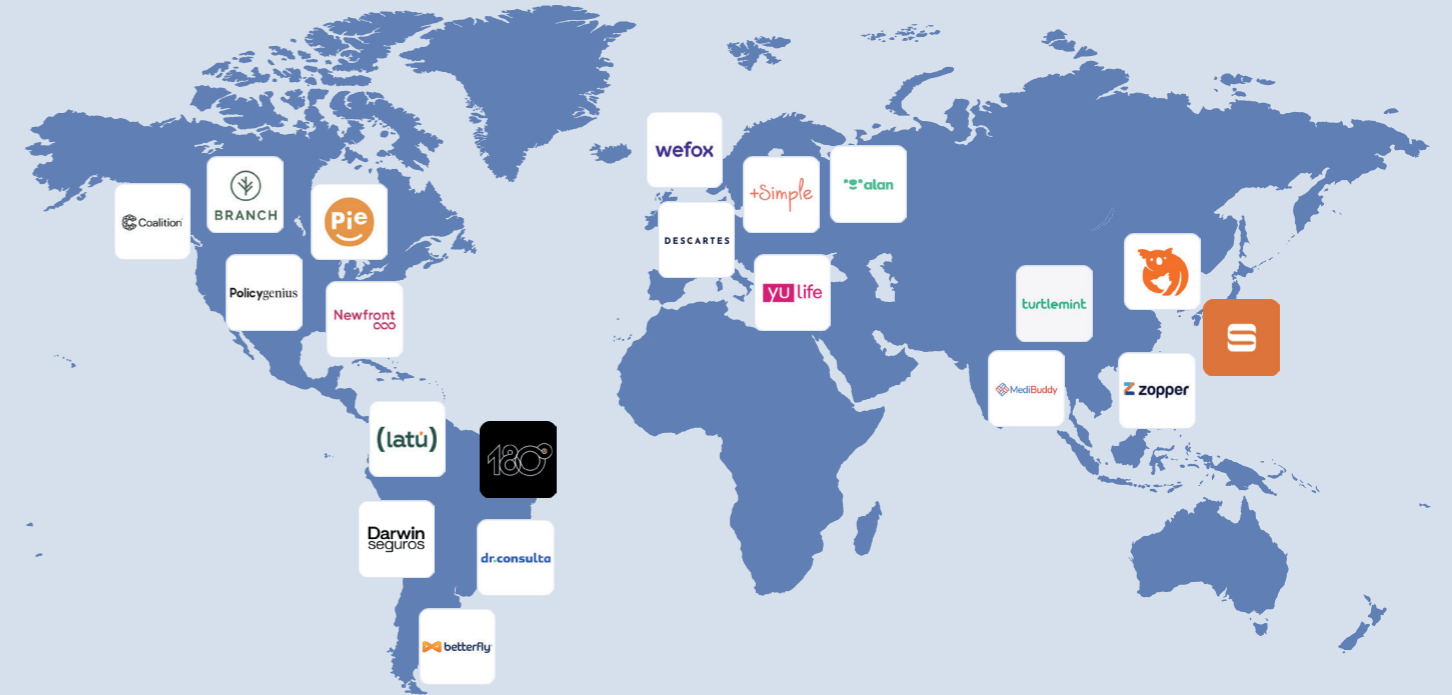 wefox
+Simple
alan
BRANCH
Coalition
Pie
DESCARTES
Policygenius
Newfront
yu life
turtlemint
MediBuddy
zopper
S
(latú)
180°
Darwin
seguros
dr.consulta
betterfly